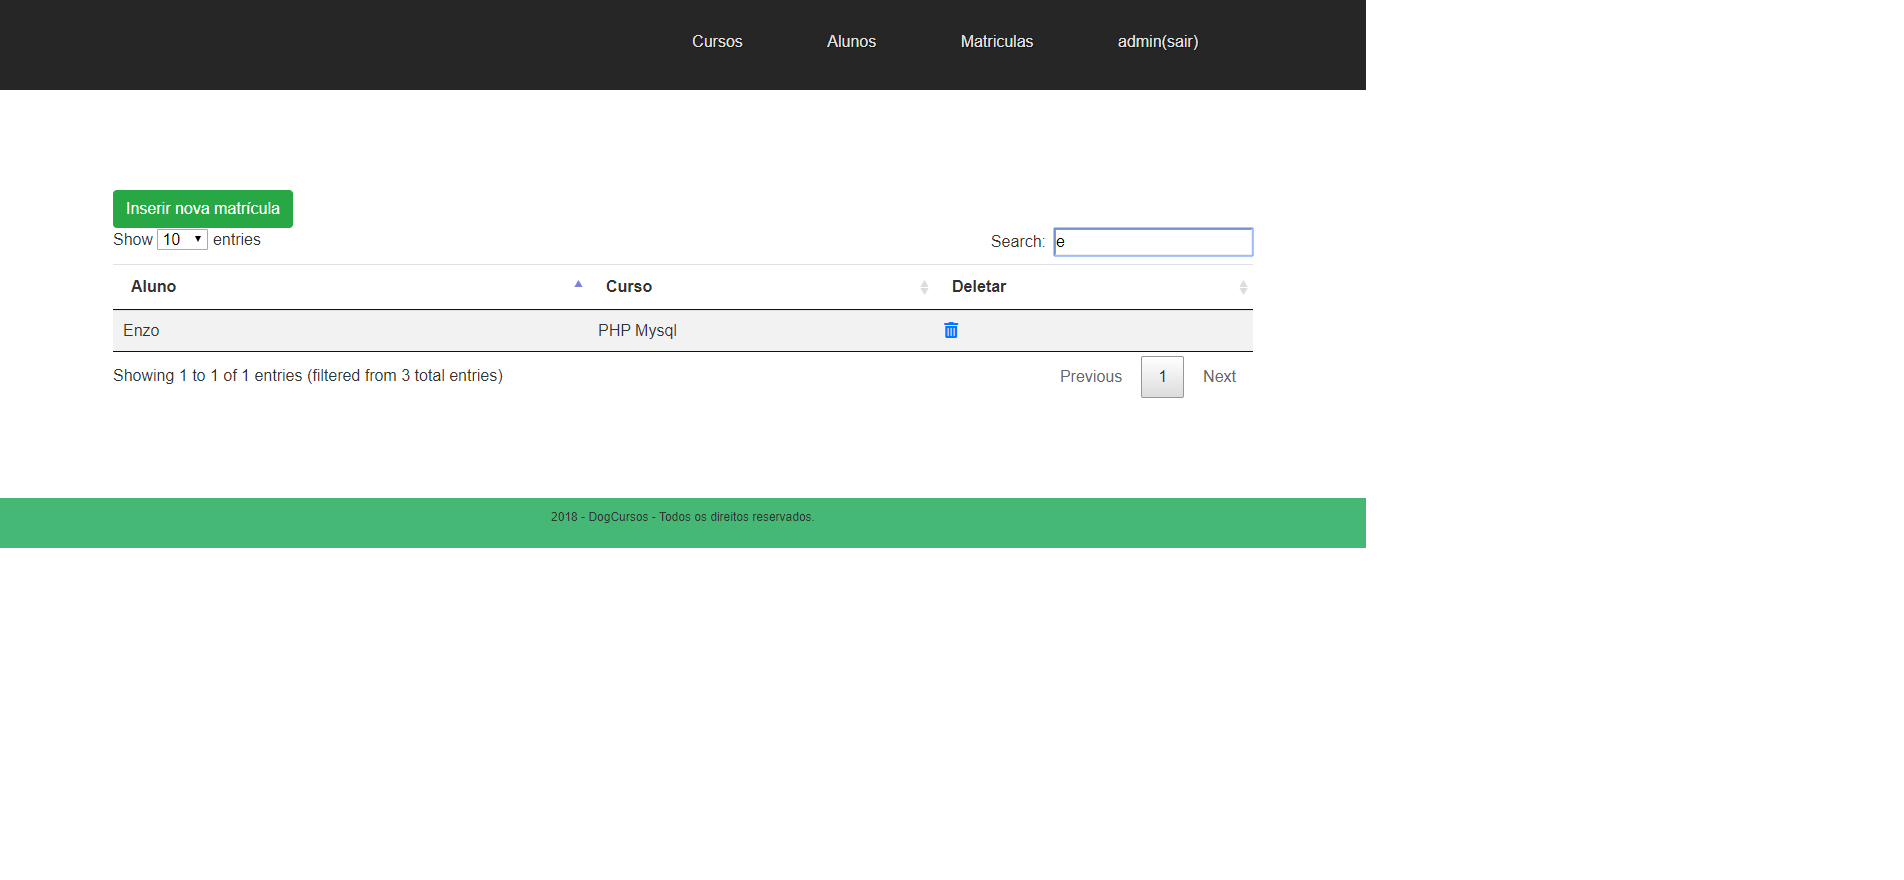 Cursos Alunos Matriculas admin(sair)
Inserir nova matrícula
Show 10 entries Search: e
Aluno Curso Deletar
Enzo PHP Mysql
Showing 1 to 1 of 1 entries (filtered from 3 total entries) Previous 1 Next
2018 - DogCursos - Todos os direitos reservados.